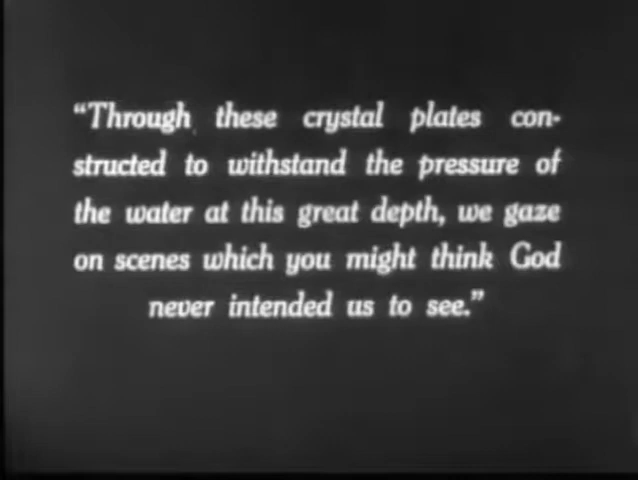 “Through these crystal plates con-
structed to withstand the pressure of
the water at this great depth, we gaze
on scenes which you might think God
never intended us to see.”